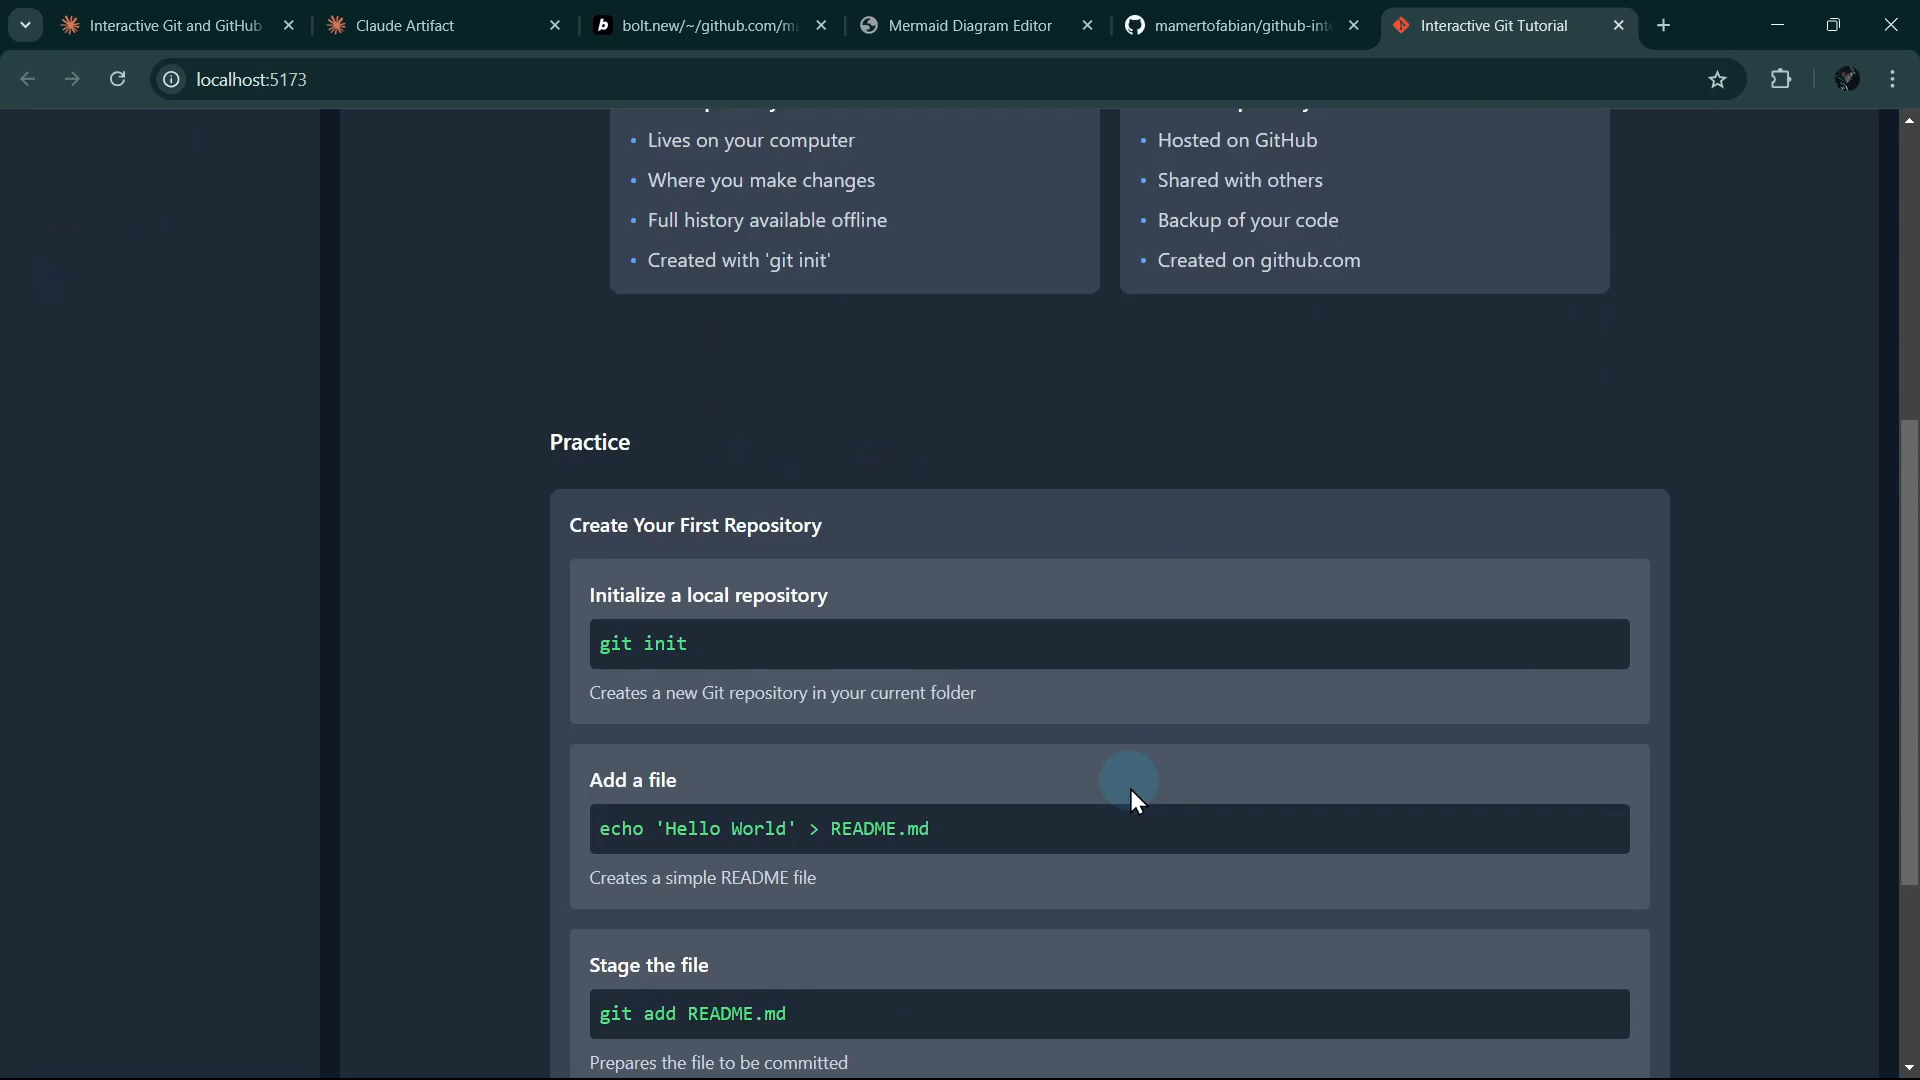 Interactive Git and GitHub
Claude Artifact
bolt.new/~/github.com/m
Mermaid Diagram Editor
mamertofabian/github-int
Interactive Git Tutorial
localhost:5173
• Lives on your computer
• Where you make changes
• Full history available offline
• Created with 'git init'
• Hosted on GitHub
• Shared with others
• Backup of your code
• Created on github.com
Practice
Create Your First Repository
Initialize a local repository
git init
Creates a new Git repository in your current folder
Add a file
echo 'Hello World' > README.md
Creates a simple README file
Stage the file
git add README.md
Prepares the file to be committed